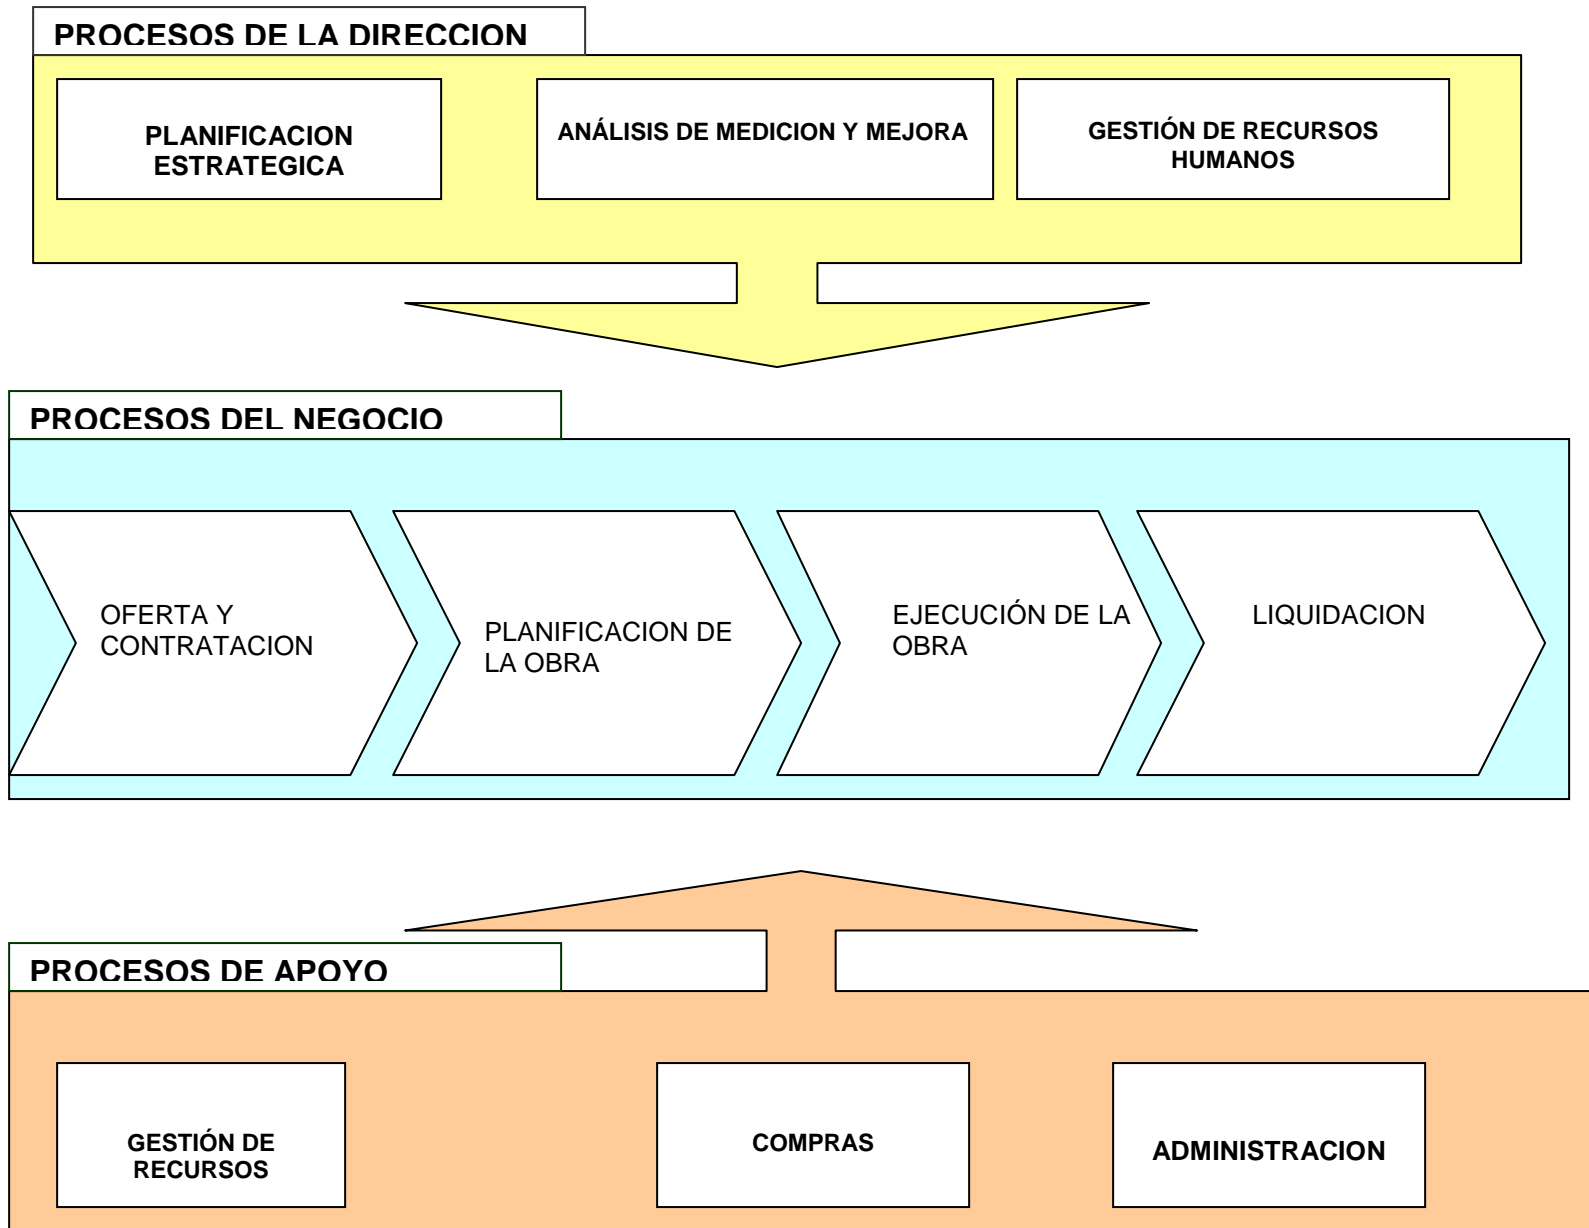 PROCESOS DE LA DIRECCION
PLANIFICACION
ESTRATEGICA
ANÁLISIS DE MEDICION Y MEJORA
GESTIÓN DE RECURSOS
HUMANOS
PROCESOS DEL NEGOCIO
OFERTA Y
CONTRATACION
PLANIFICACION DE
LA OBRA
EJECUCIÓN DE LA
OBRA
LIQUIDACION
PROCESOS DE APOYO
GESTIÓN DE
RECURSOS
COMPRAS
ADMINISTRACION